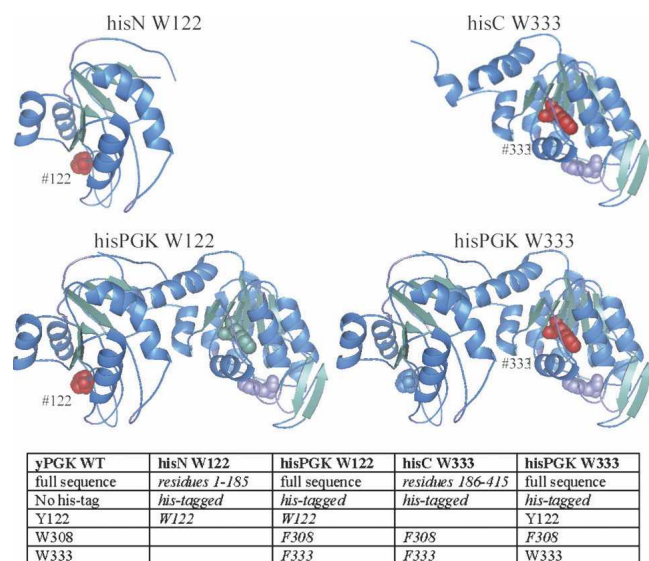 hisN W122 hisC W333
#122 #333
hisPGK W122 hisPGK W333
#122 #333
yPGK WT hisN W122 hisPGK W122 hisC W333 hisPGK W333
full sequence residues 1-185 full sequence residues 186-415 full sequence
No his-tag his-tagged his-tagged his-tagged his-tagged
Y122 W122 W122 Y122
W308 F308 F308 F308
W333 F333 F333 W333